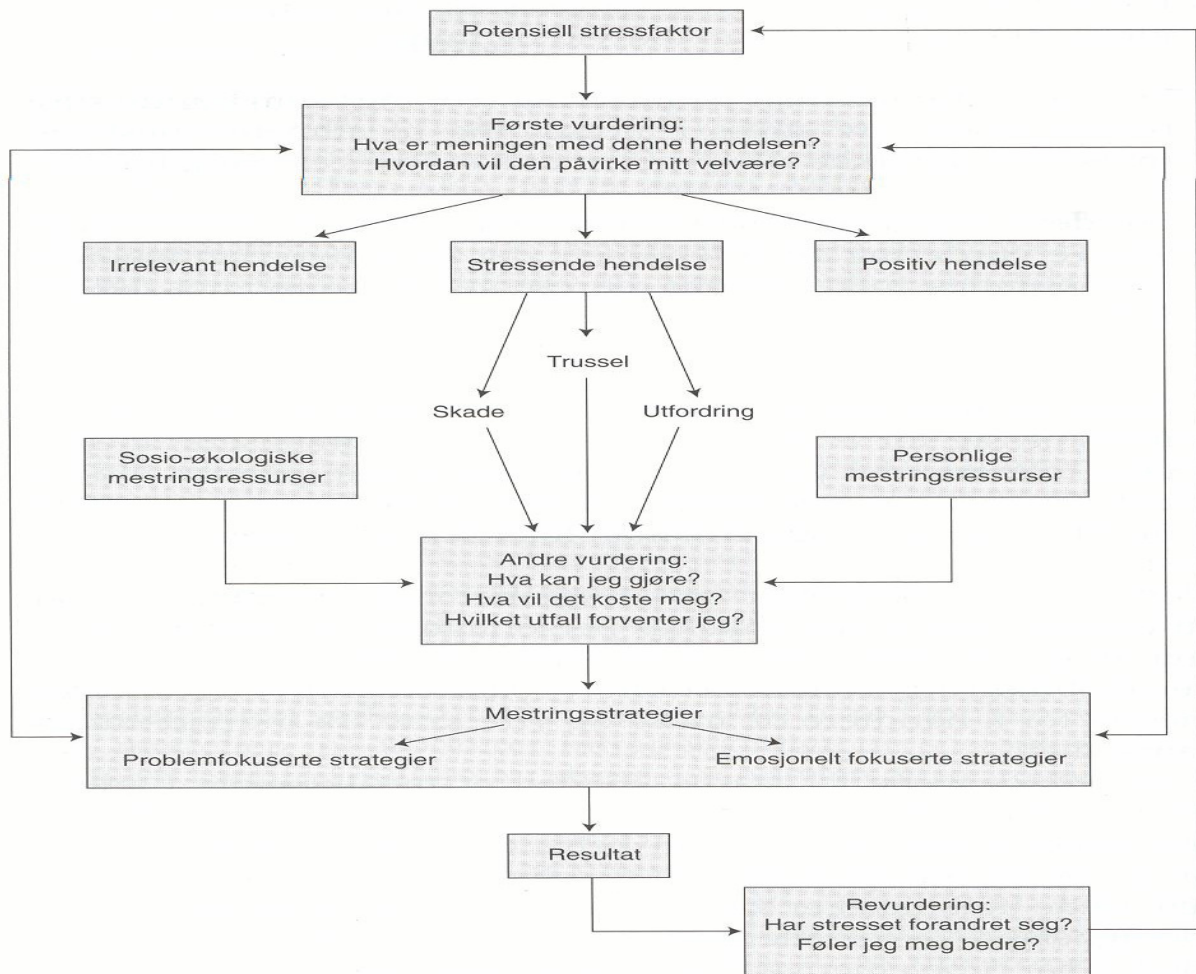 Potensiell stressfaktor
Første vurdering:
Hva er meningen med denne hendelsen?
Hvordan vil den påvirke mitt velvære?
Irrelevant hendelse
Stressende hendelse
Positiv hendelse
Trussel
Skade
Utfordring
Sosio-økologiske
mestringsressurser
Personlige
mestringsressurser
Andre vurdering:
Hva kan jeg gjøre?
Hva vil det koste meg?
Hvilket utfall forventer jeg?
Mestringsstrategier
Problemfokuserte strategier
Emosjonelt fokuserte strategier
Resultat
Revurdering:
Har stresset forandret seg?
Føler jeg meg bedre?